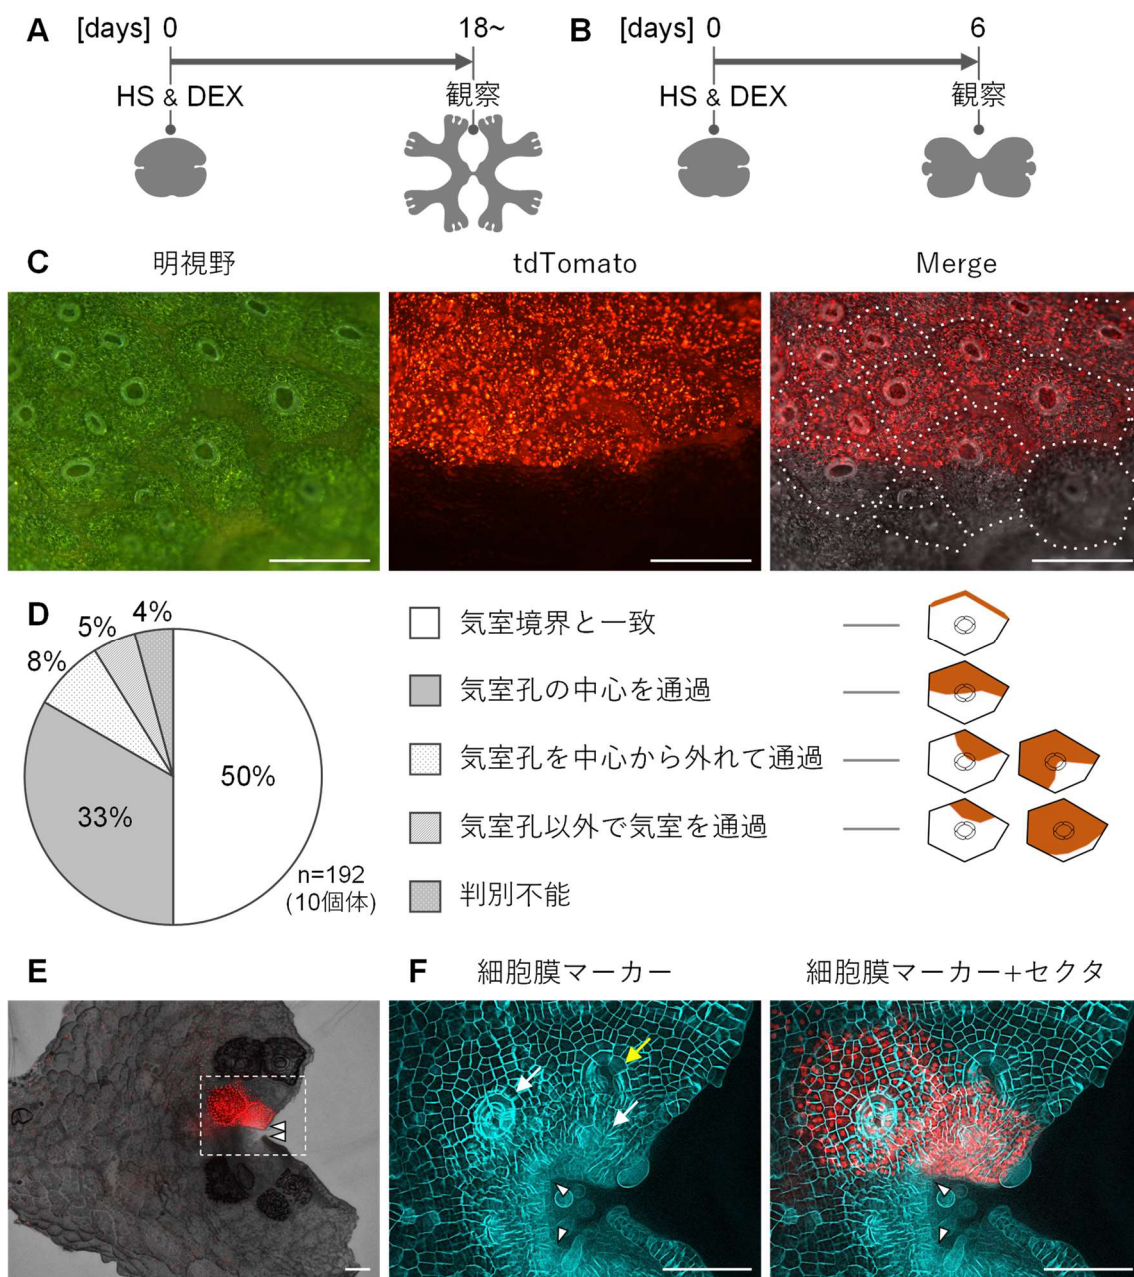 A [days] 0 18~
HS & DEX 観察
B [days] 0 6
HS & DEX 観察
C 明視野 tdTomato Merge
D
4%
5%
8%
50%
33%
n=192
(10個体)
気室境界と一致
気室孔の中心を通過
気室孔を中心から外れて通過
気室孔以外で気室を通過
判別不能
E
F 細胞膜マーカー 細胞膜マーカー+セクタ